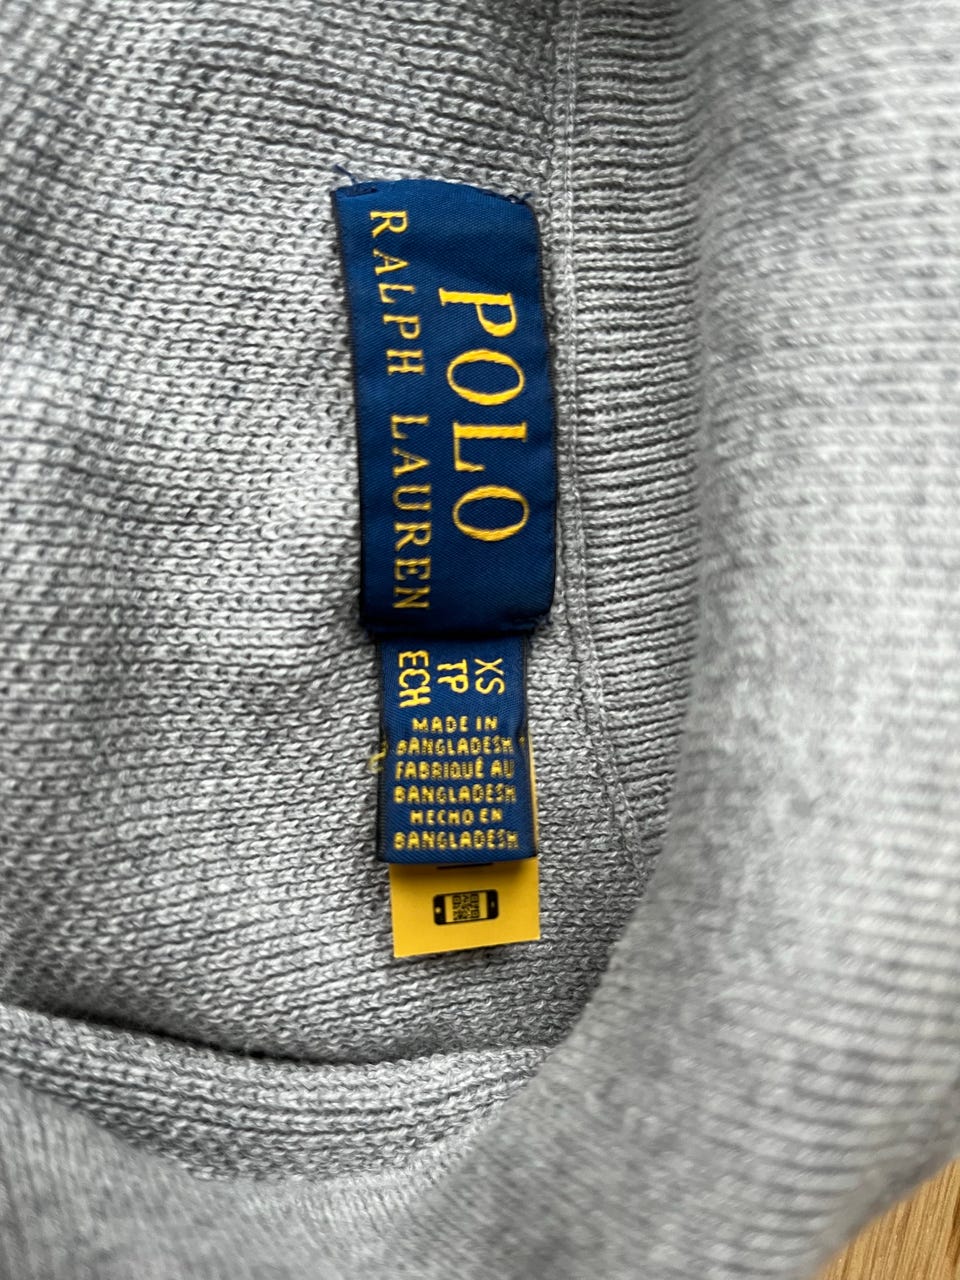 POLO
RALPH LAUREN
XS
TP
ECH
MADE IN
BANGLADESH
FABRIQUÉ AU
BANGLADESH
HECHO EN
BANGLADESH